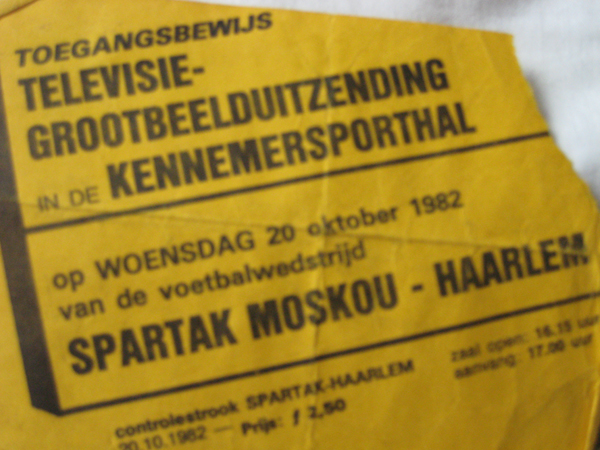 TOEGANGSBEWIJS
TELEVISIE-
GROOTBEELDUITZENDING
IN DE KENNEMERSPORTHAL
op WOENSDAG 20 oktober 1982
van de voetbalwedstrijd
SPARTAK MOSKOU - HAARLEM
zaal open: 16.15 uur
aanvang: 17.00 uur
controlestrook SPARTAK-HAARLEM
20.10.1982 — Prijs: f 2,50